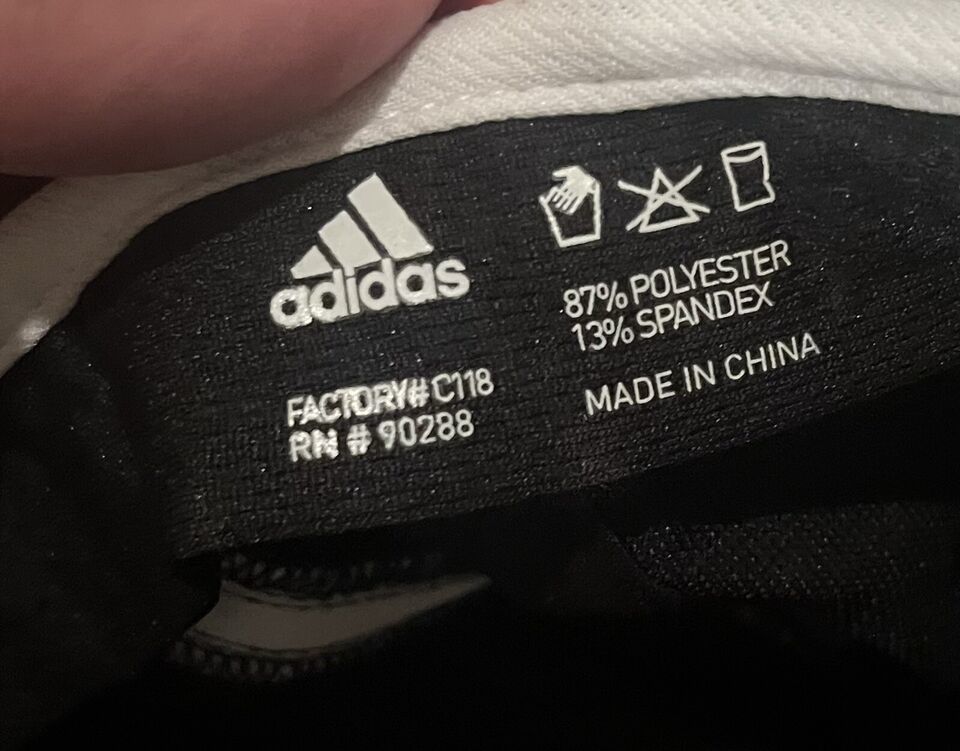 adidas
FACTORY# C118
RN # 90288
87% POLYESTER
13% SPANDEX
MADE IN CHINA